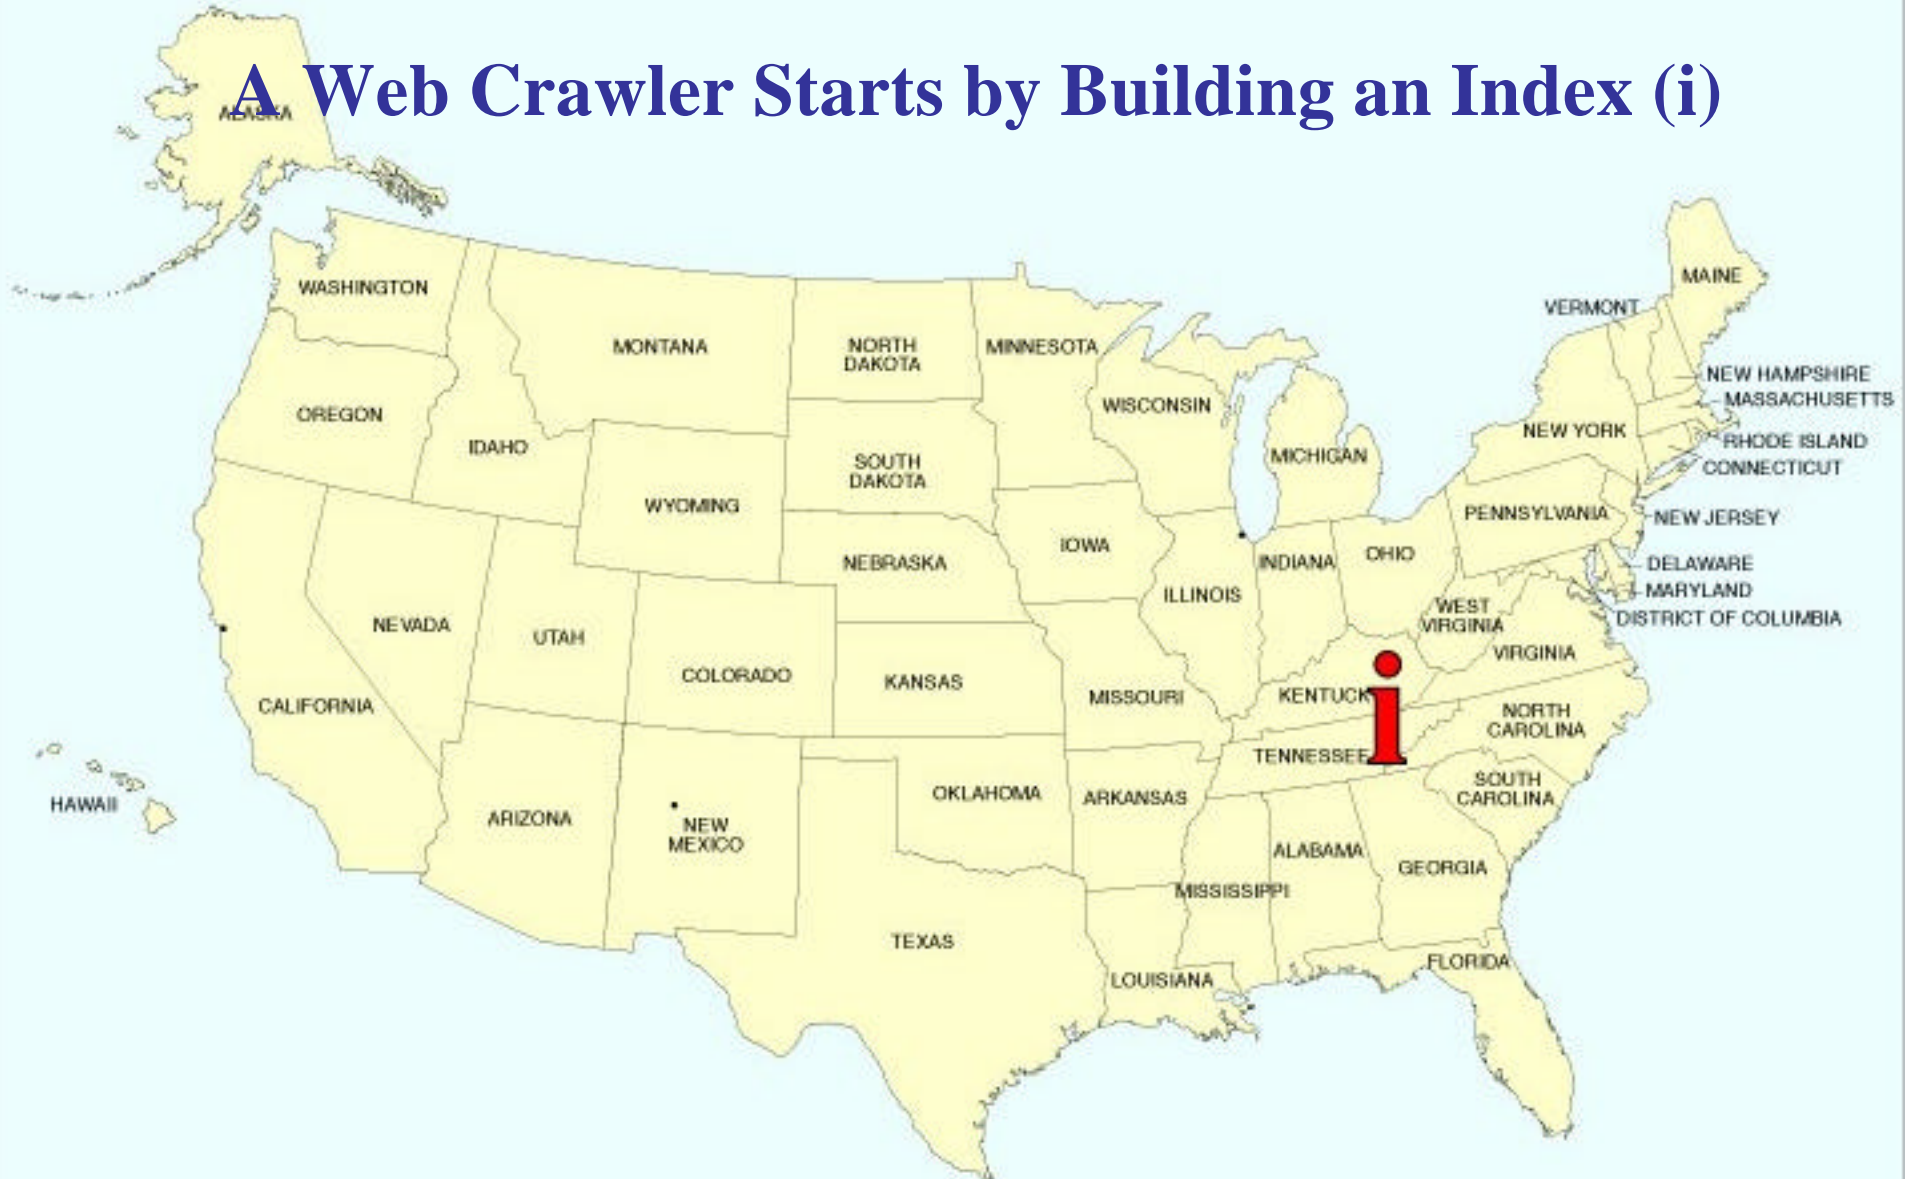 A Web Crawler Starts by Building an Index (i)
ALASKA
WASHINGTON
MONTANA
NORTH
DAKOTA
MINNESOTA
MAINE
VERMONT
NEW HAMPSHIRE
MASSACHUSETTS
OREGON
IDAHO
WISCONSIN
MICHIGAN
NEW YORK
RHODE ISLAND
CONNECTICUT
SOUTH
DAKOTA
WYOMING
IOWA
PENNSYLVANIA
NEW JERSEY
NEBRASKA
ILLINOIS
INDIANA
OHIO
DELAWARE
MARYLAND
DISTRICT OF COLUMBIA
WEST
VIRGINIA
VIRGINIA
NEVADA
UTAH
COLORADO
KANSAS
MISSOURI
KENTUCK
i
CALIFORNIA
NORTH
CAROLINA
TENNESSEE
HAWAII
ARIZONA
NEW
MEXICO
OKLAHOMA
ARKANSAS
SOUTH
CAROLINA
ALABAMA
GEORGIA
MISSISSIPPI
TEXAS
LOUISIANA
FLORIDA